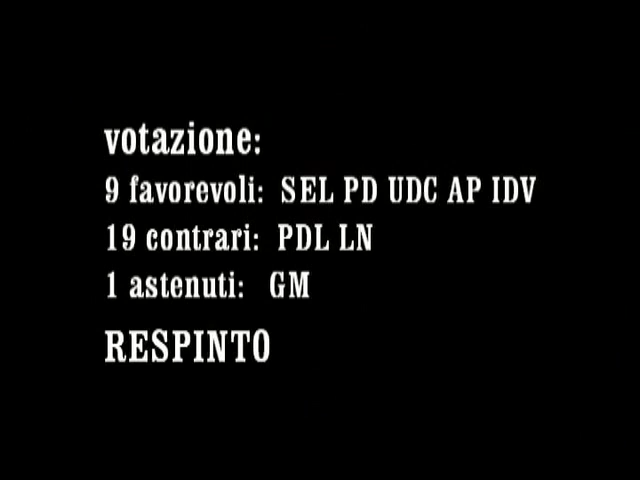 votazione:
9 favorevoli: SEL PD UDC AP IDV
19 contrari: PDL LN
1 astenuti: GM
RESPINTO